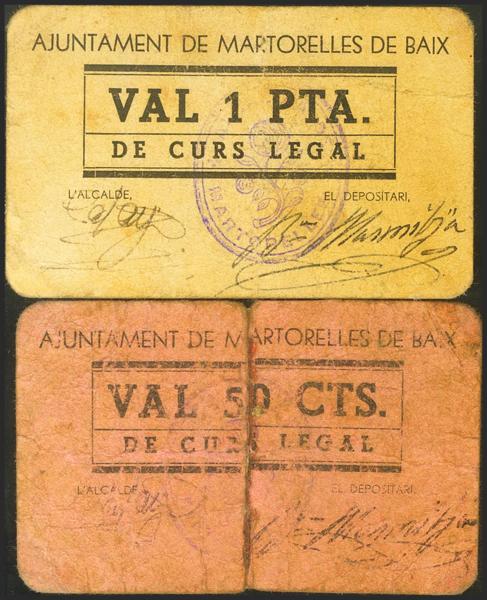 AJUNTAMENT DE MARTORELLES DE BAIX
VAL 1 PTA.
DE CURS LEGAL
L'ALCALDE, EL DEPOSITARI,
MARTORELLES
AJUNTAMENT DE MARTORELLES DE BAIX
VAL 50 CTS.
DE CURS LEGAL
L'ALCALDE EL DEPOSITARI,